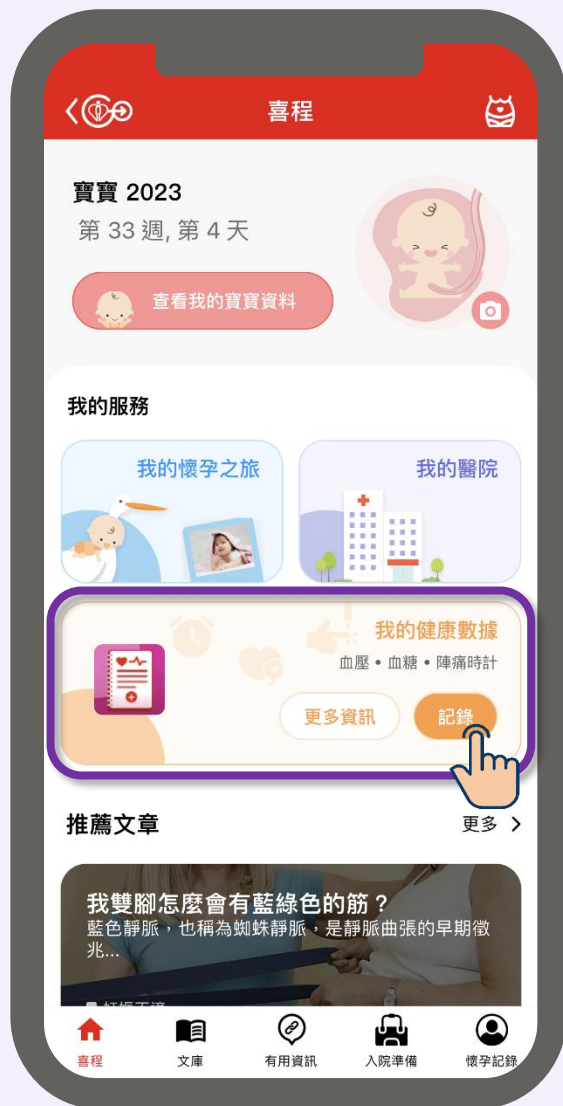 喜程
寶寶 2023
第 33 週, 第 4 天
查看我的寶寶資料
我的服務
我的懷孕之旅
我的醫院
我的健康數據
血壓 • 血糖 • 陣痛時計
更多資訊
記錄
推薦文章
更多
我雙腳怎麼會有藍綠色的筋？
藍色靜脈，也稱為蜘蛛靜脈，是靜脈曲張的早期徵
兆...
喜程
文庫
有用資訊
入院準備
懷孕記錄